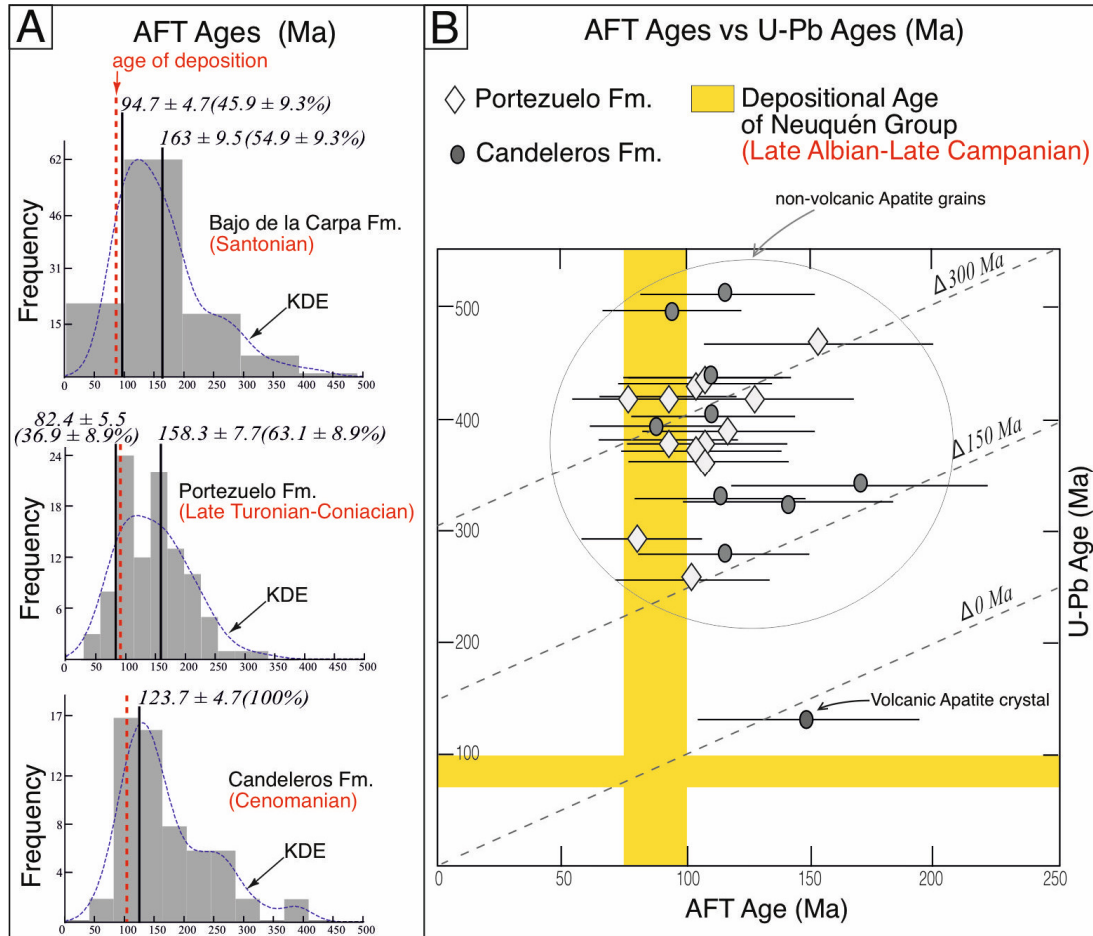 A
AFT Ages (Ma)
age of deposition
94.7 ± 4.7(45.9 ± 9.3%)
163 ± 9.5 (54.9 ± 9.3%)
62
46
31
15
Frequency
Bajo de la Carpa Fm.
(Santonian)
KDE
0 50 100 150 200 250 300 350 400 450 500
82.4 ± 5.5
(36.9 ± 8.9%)
158.3 ± 7.7(63.1 ± 8.9%)
24
18
12
6
Frequency
Portezuelo Fm.
(Late Turonian-Coniacian)
KDE
0 50 100 150 200 250 300 350 400 450 500
123.7 ± 4.7(100%)
17
12
8
4
Frequency
Candeleros Fm.
(Cenomanian)
KDE
0 50 100 150 200 250 300 350 400 450 500
B
AFT Ages vs U-Pb Ages (Ma)
Portezuelo Fm.
Candeleros Fm.
Depositional Age
of Neuquén Group
(Late Albian-Late Campanian)
non-volcanic Apatite grains
Δ300 Ma
Δ150 Ma
Δ0 Ma
Volcanic Apatite crystal
500
400
300
200
100
U-Pb Age (Ma)
0 50 100 150 200 250
AFT Age (Ma)